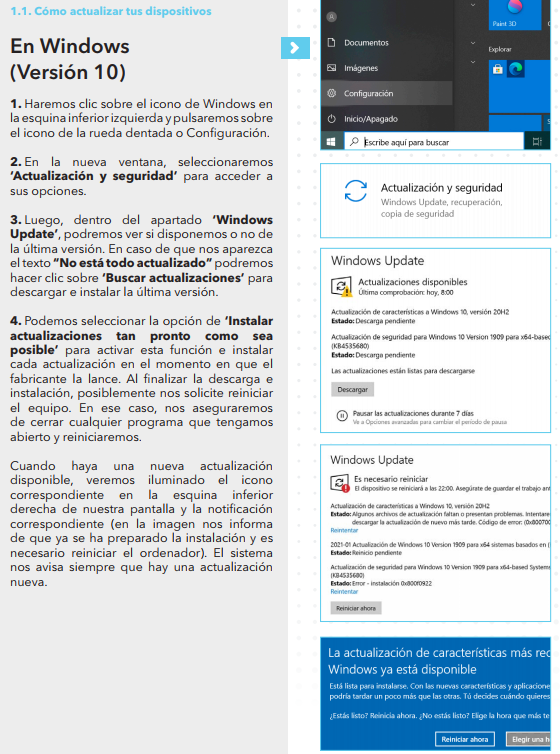 1.1. Cómo actualizar tus dispositivos
En Windows
(Versión 10)
1. Haremos clic sobre el icono de Windows en
la esquina inferior izquierda y pulsaremos sobre
el icono de la rueda dentada o Configuración.
2. En la nueva ventana, seleccionaremos
‘Actualización y seguridad’ para acceder a
sus opciones.
3. Luego, dentro del apartado ‘Windows
Update’, podremos ver si disponemos o no de
la última versión. En caso de que nos aparezca
el texto “No está todo actualizado” podremos
hacer clic sobre ‘Buscar actualizaciones’ para
descargar e instalar la última versión.
4. Podemos seleccionar la opción de ‘Instalar
actualizaciones tan pronto como sea
posible’ para activar esta función e instalar
cada actualización en el momento en que el
fabricante la lance. Al finalizar la descarga e
instalación, posiblemente nos solicite reiniciar
el equipo. En ese caso, nos aseguraremos
de cerrar cualquier programa que tengamos
abierto y reiniciaremos.
Cuando haya una nueva actualización
disponible, veremos iluminado el icono
correspondiente en la esquina inferior
derecha de nuestra pantalla y la notificación
correspondiente (en la imagen nos informa
de que ya se ha preparado la instalación y es
necesario reiniciar el ordenador). El sistema
nos avisa siempre que hay una actualización
nueva.
Paint 3D
Documentos
Explorar
Imágenes
Configuración
Inicio/Apagado
Escribe aquí para buscar
Actualización y seguridad
Windows Update, recuperación,
copia de seguridad
Windows Update
Actualizaciones disponibles
Última comprobación: hoy, 8:00
Actualización de características a Windows 10, versión 20H2
Estado: Descarga pendiente
Actualización de seguridad para Windows 10 Version 1909 para x64-based
(KB4535680)
Estado: Descarga pendiente
Las actualizaciones están listas para descargarse
Descargar
Pausar las actualizaciones durante 7 días
Ve a Opciones avanzadas para cambiar el período de pausa
Windows Update
Es necesario reiniciar
El dispositivo se reiniciará a las 22:00. Asegúrate de guardar el trabajo ant
Actualización de características a Windows 10, versión 20H2
Estado: Algunos archivos de actualización faltan o presentan problemas. Intentare
descargar la actualización de nuevo más tarde. Código de error: (0x800700
Reintentar
2021-01 Actualización de Windows 10 Version 1909 para x64 sistemas basados en (
Estado: Reinicio pendiente
Actualización de seguridad para Windows 10 Version 1909 para x64-based Systems
(KB4535680)
Estado: Error - instalación 0x800f0922
Reintentar
Reiniciar ahora
La actualización de características más rec
Windows ya está disponible
Está lista para instalarse. Con las nuevas características y aplicacione
podría tardar un poco más que las otras. Tú decides cuándo quieres
¿Estás listo? Reinicia ahora. ¿No estás listo? Elige la hora que más te
Reiniciar ahora
Elegir una h